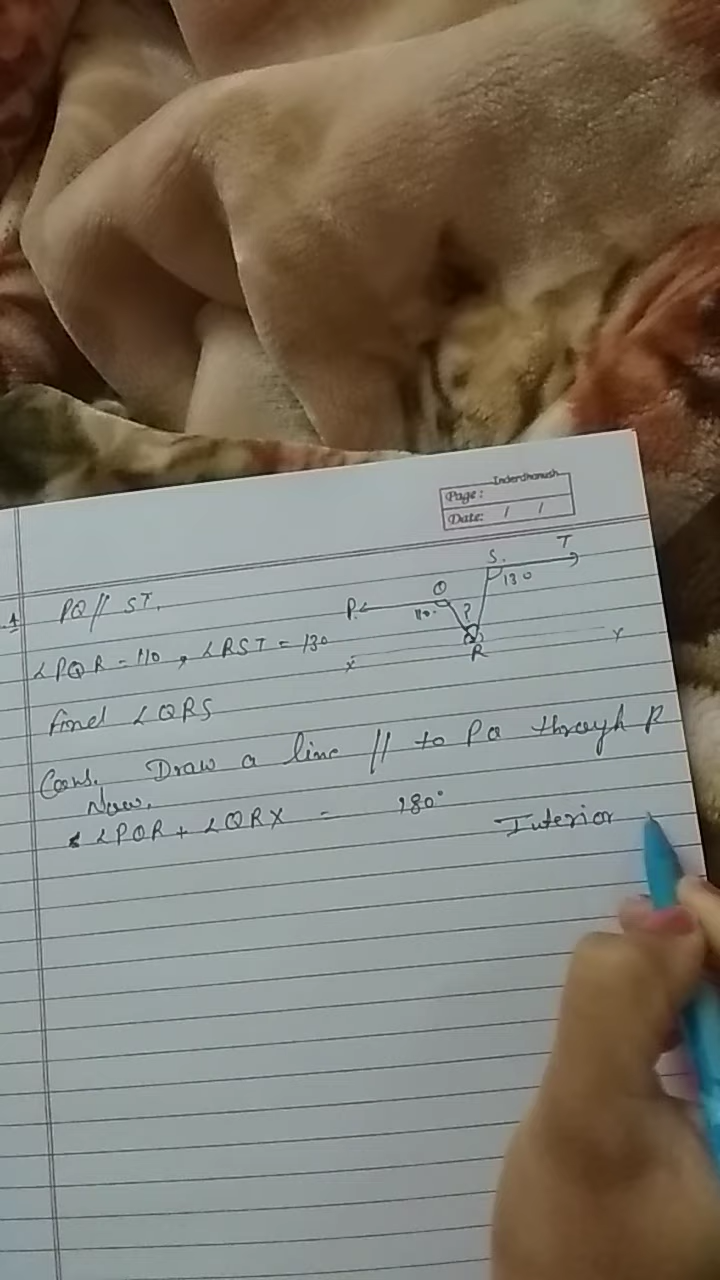 Inderdhanush
Page:
Date: / /
S. T
1 PQ // ST. P Q 110. ? 130
∠PQR = 110, ∠RST = 130 x R Y
find ∠QRS
Cons. Draw a line // to PQ through R
Now,
∠PQR + ∠QRX = 180° Interior